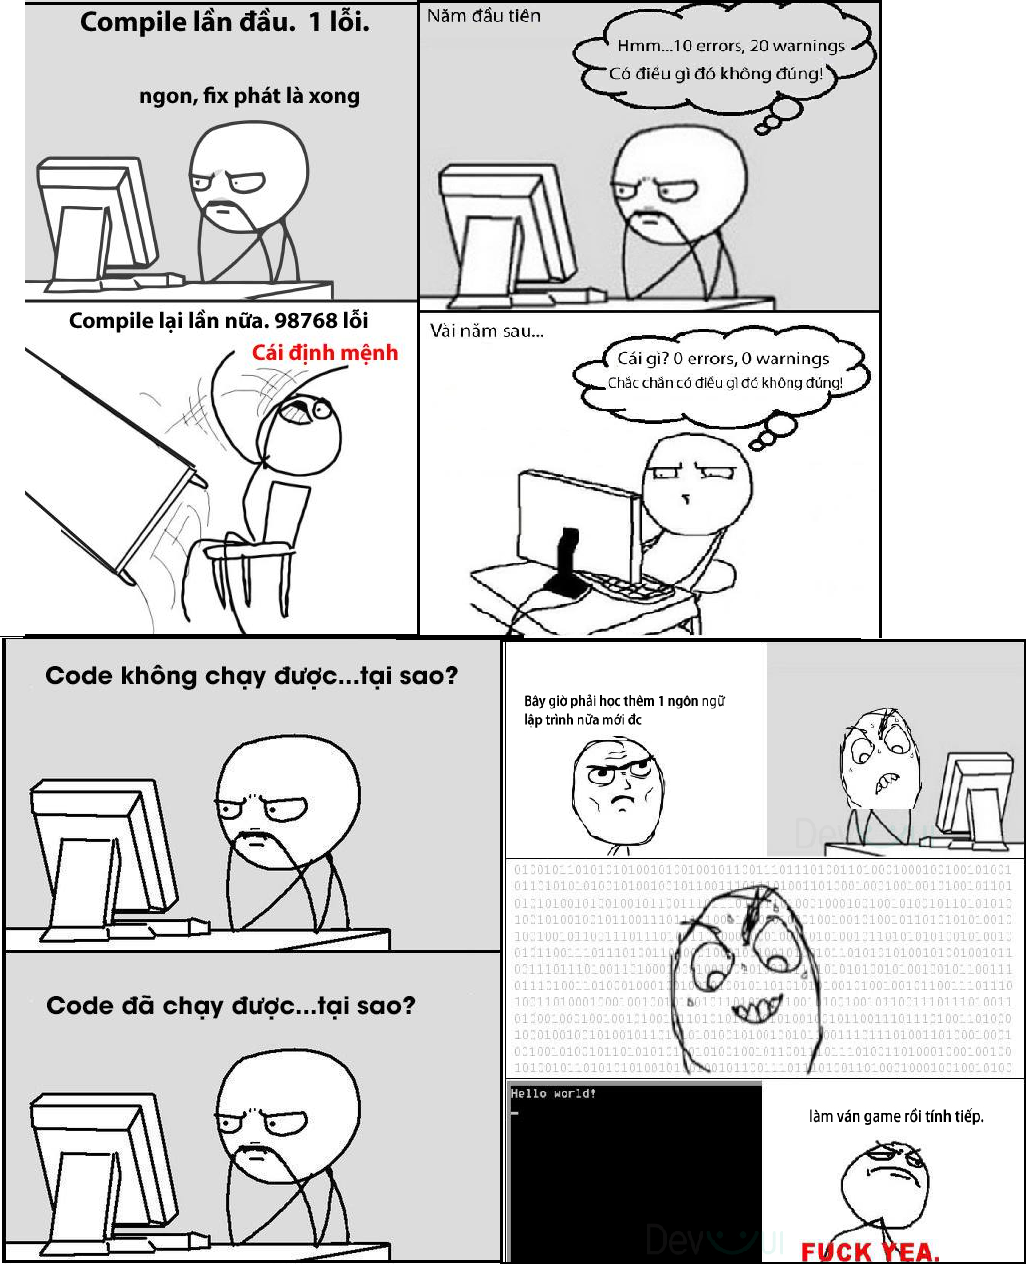 Compile lần đầu. 1 lỗi.
ngon, fix phát là xong
Compile lại lần nữa. 98768 lỗi
Cái định mệnh
Năm đầu tiên
Hmm...10 errors, 20 warnings
Có điều gì đó không đúng!
Vài năm sau...
Cái gì? 0 errors, 0 warnings
Chắc chắn có điều gì đó không đúng!
Code không chạy được...tại sao?
Code đã chạy được...tại sao?
Bây giờ phải học thêm 1 ngôn ngữ
lập trình nữa mới đc
Hello world!
làm ván game rồi tính tiếp.
FUCK YEA.